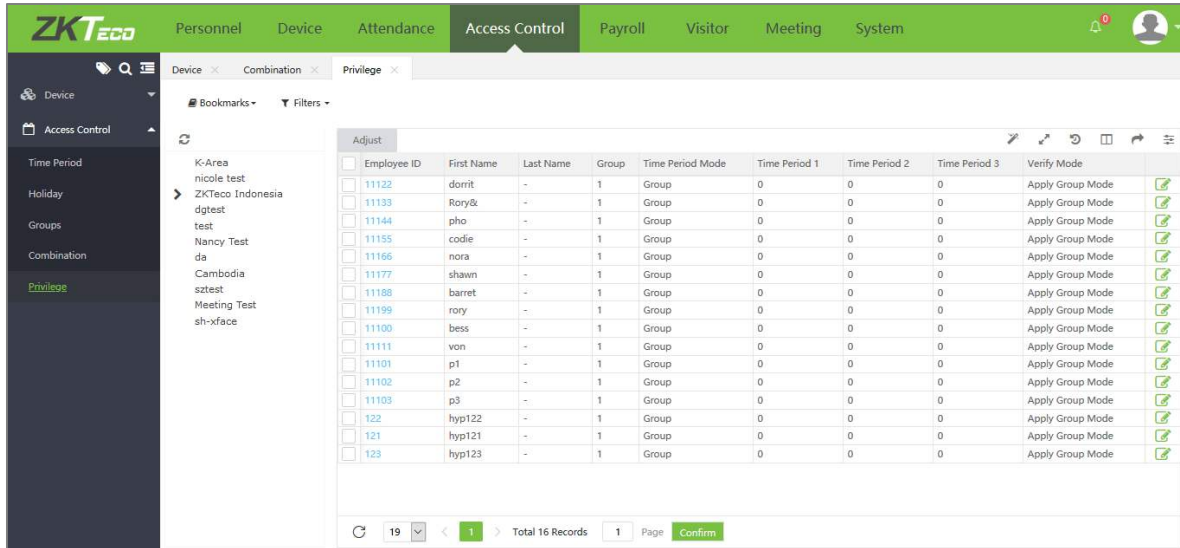 ZKTeco Personnel Device Attendance Access Control Payroll Visitor Meeting System 0
Device × Combination × Privilege ×
Device
Bookmarks Filters
Access Control
Adjust
Time Period
Holiday
Groups
Combination
Privilege
K-Area
nicole test
ZKTeco Indonesia
dgtest
test
Nancy Test
da
Cambodia
sztest
Meeting Test
sh-xface
Employee ID First Name Last Name Group Time Period Mode Time Period 1 Time Period 2 Time Period 3 Verify Mode
11122 dorrit - 1 Group 0 0 0 Apply Group Mode
11133 Rory& - 1 Group 0 0 0 Apply Group Mode
11144 pho - 1 Group 0 0 0 Apply Group Mode
11155 codie - 1 Group 0 0 0 Apply Group Mode
11166 nora - 1 Group 0 0 0 Apply Group Mode
11177 shawn - 1 Group 0 0 0 Apply Group Mode
11188 barret - 1 Group 0 0 0 Apply Group Mode
11199 rory - 1 Group 0 0 0 Apply Group Mode
11100 bess - 1 Group 0 0 0 Apply Group Mode
11111 von - 1 Group 0 0 0 Apply Group Mode
11101 p1 - 1 Group 0 0 0 Apply Group Mode
11102 p2 - 1 Group 0 0 0 Apply Group Mode
11103 p3 - 1 Group 0 0 0 Apply Group Mode
122 hyp122 - 1 Group 0 0 0 Apply Group Mode
121 hyp121 - 1 Group 0 0 0 Apply Group Mode
123 hyp123 - 1 Group 0 0 0 Apply Group Mode
19 < 1 > Total 16 Records 1 Page Confirm